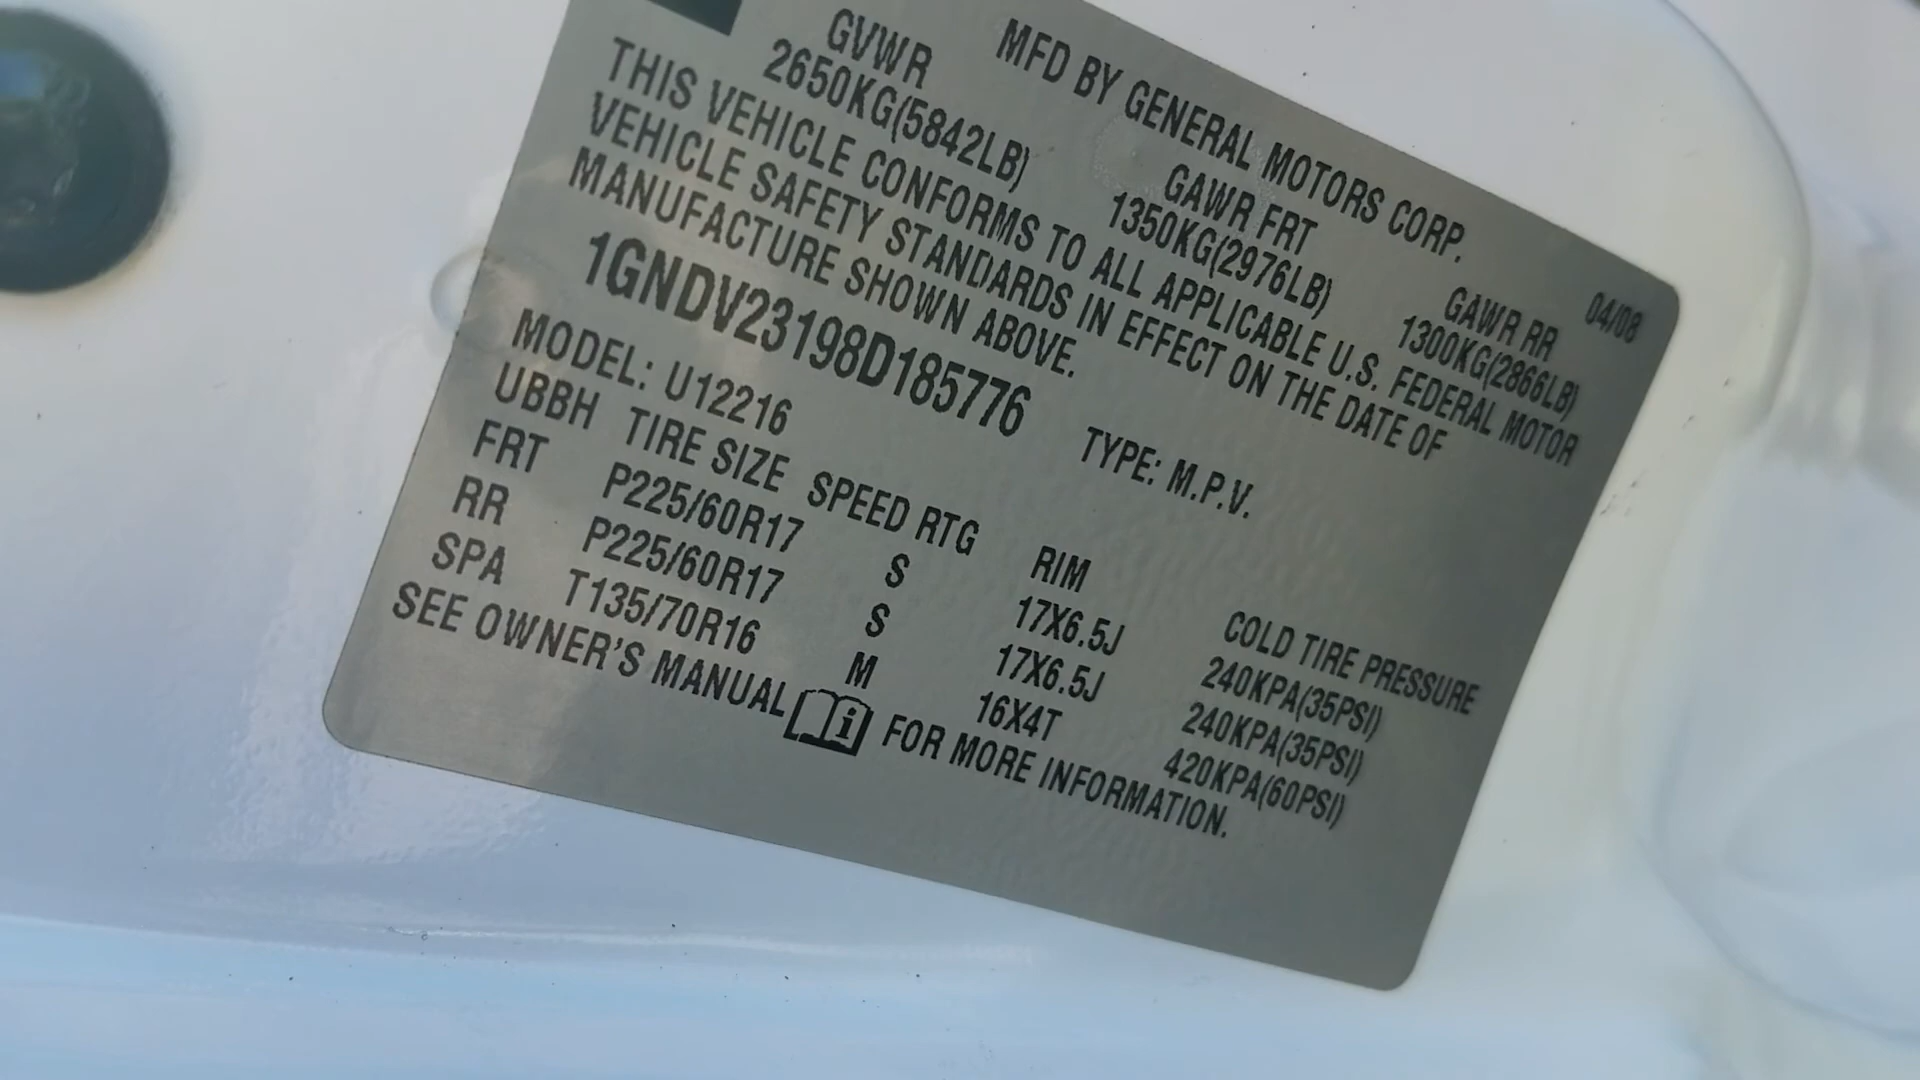 MFD BY GENERAL MOTORS CORP. 04/08
GVWR GAWR FRT GAWR RR
2650KG(5842LB) 1350KG(2976LB) 1300KG(2866LB)
THIS VEHICLE CONFORMS TO ALL APPLICABLE U.S. FEDERAL MOTOR
VEHICLE SAFETY STANDARDS IN EFFECT ON THE DATE OF
MANUFACTURE SHOWN ABOVE.
1GNDV23198D185776 TYPE: M.P.V.
MODEL: U12216
UBBH TIRE SIZE SPEED RTG RIM COLD TIRE PRESSURE
FRT P225/60R17 S 17X6.5J 240KPA(35PSI)
RR P225/60R17 S 17X6.5J 240KPA(35PSI)
SPA T135/70R16 M 16X4T 420KPA(60PSI)
SEE OWNER'S MANUAL i FOR MORE INFORMATION.